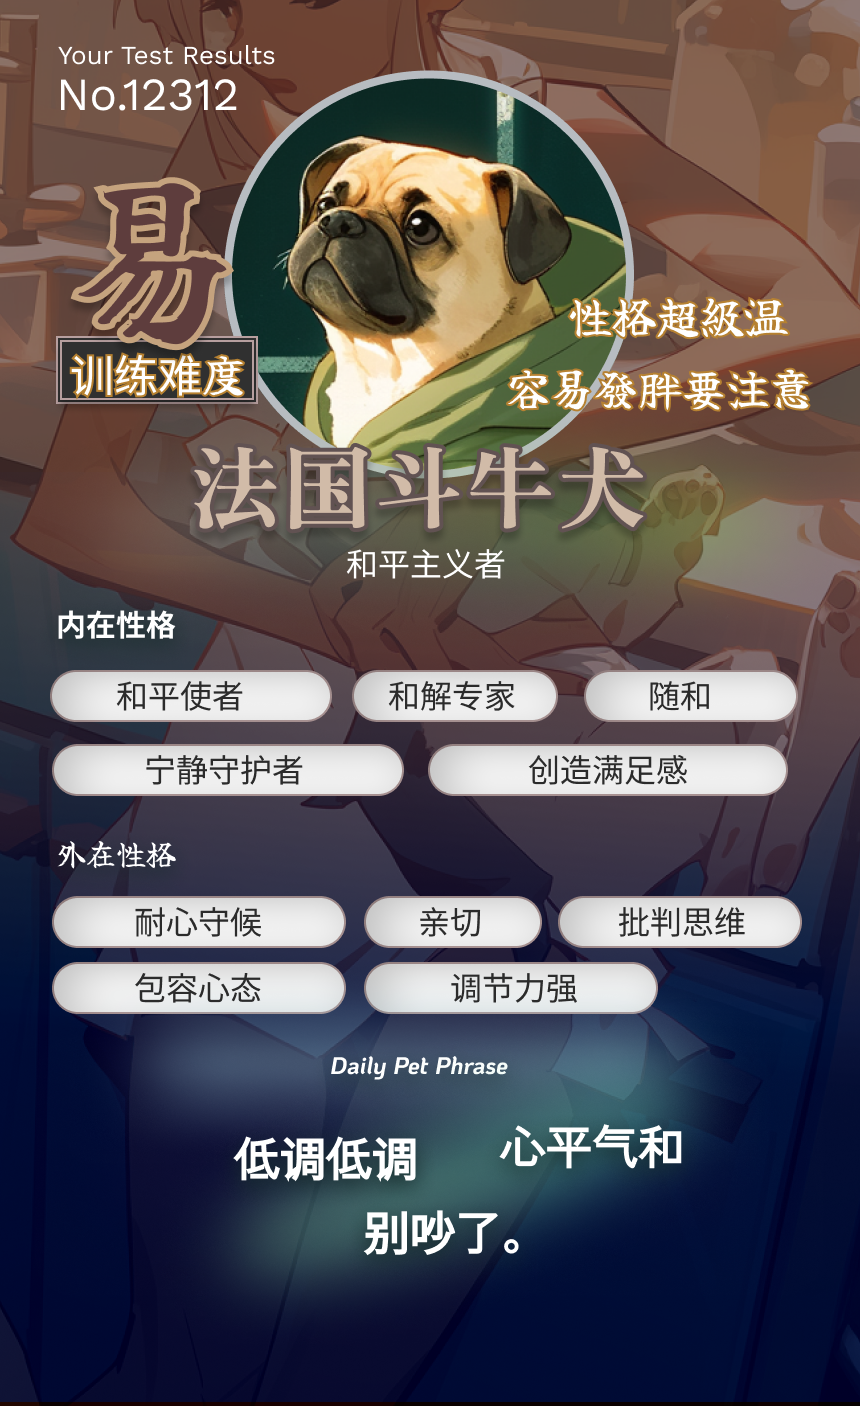 Your Test Results
No.12312
易
训练难度
性格超級温
容易發胖要注意
法国斗牛犬
和平主义者
内在性格
和平使者 和解专家 随和
宁静守护者 创造满足感
外在性格
耐心守候 亲切 批判思维
包容心态 调节力强
Daily Pet Phrase
低调低调 心平气和
别吵了。